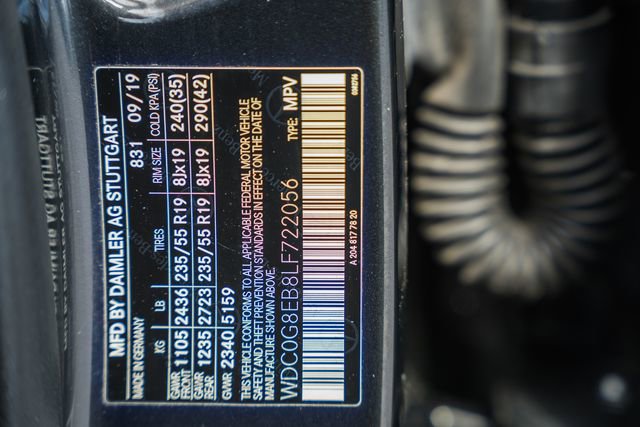 MFD BY DAIMLER AG STUTTGART
MADE IN GERMANY 831 09/19
KG LB TIRES RIM SIZE COLD KPA(PSI)
GAWR FRONT 1105 2436 235/55 R19 8Jx19 240(35)
GAWR REAR 1235 2723 235/55 R19 8Jx19 290(42)
GVWR 2340 5159
THIS VEHICLE CONFORMS TO ALL APPLICABLE FEDERAL MOTOR VEHICLE
SAFETY AND THEFT PREVENTION STANDARDS IN EFFECT ON THE DATE OF
MANUFACTURE SHOWN ABOVE.
WDC0G8EB8LF722056 TYPE: MPV
A 204 817 78 20